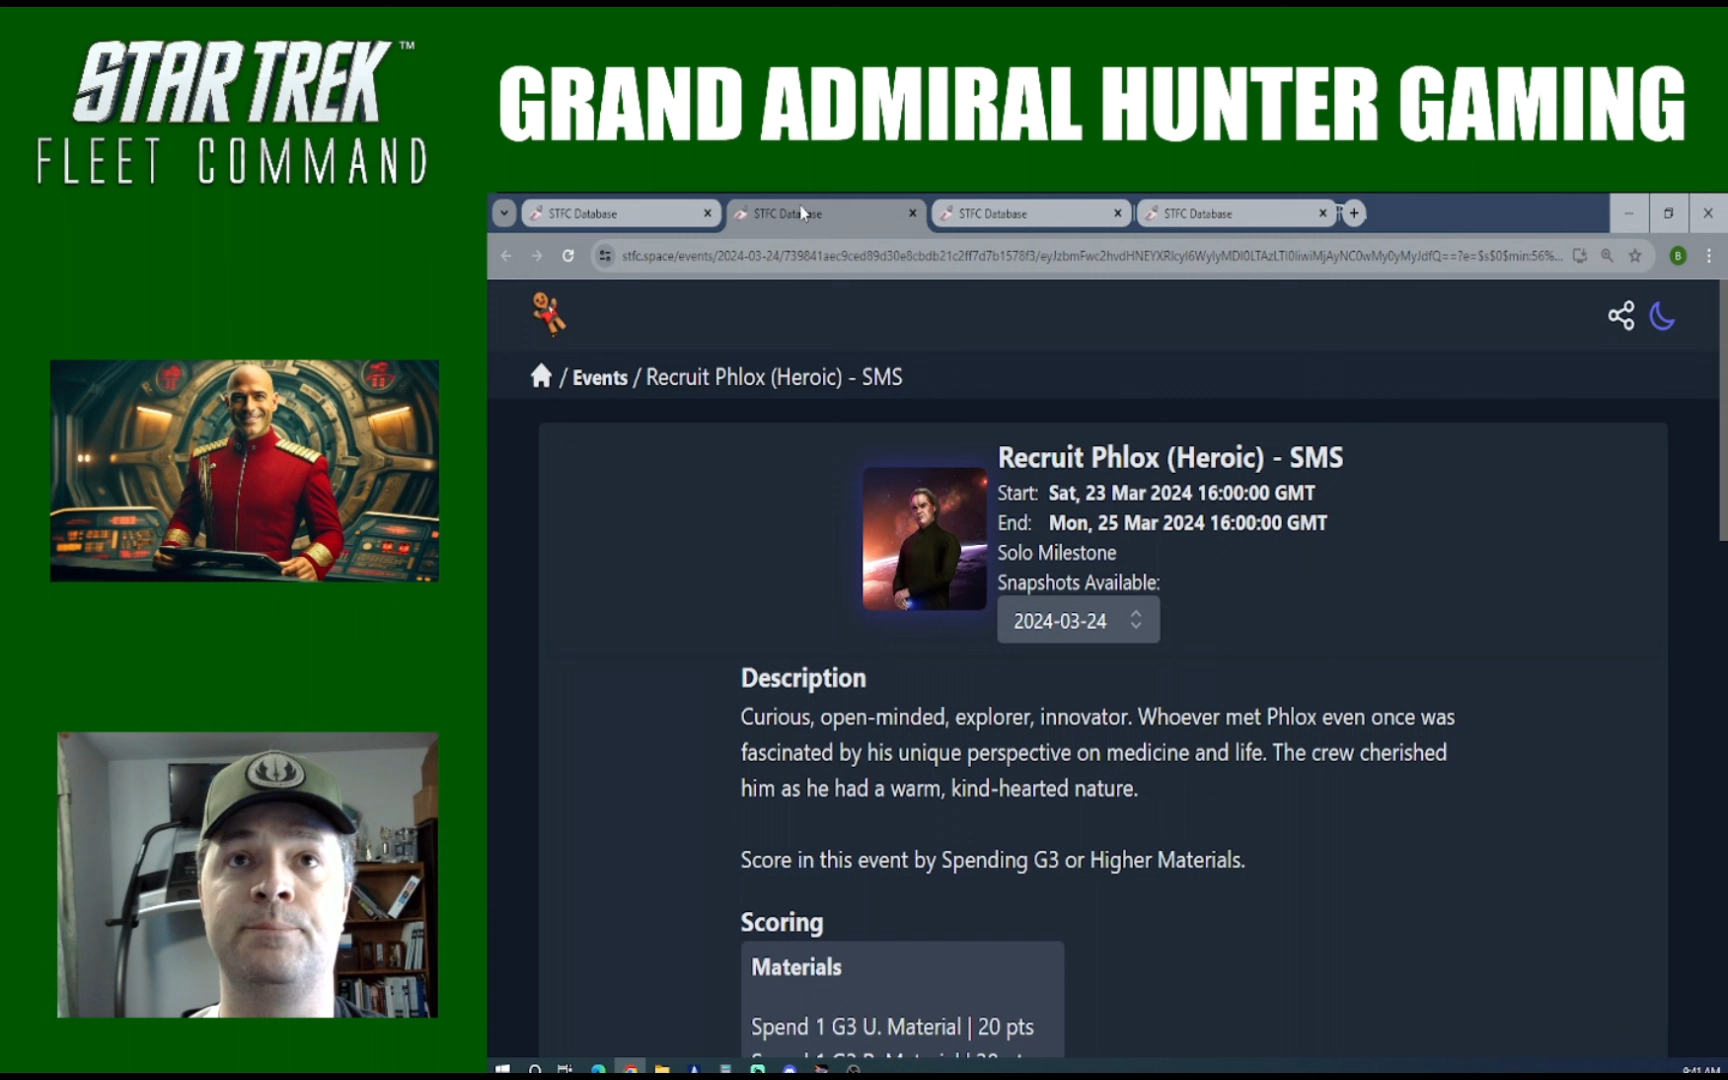 STAR TREK™
FLEET COMMAND
GRAND ADMIRAL HUNTER GAMING
STFC Database
STFC Database
STFC Database
STFC Database
/ Events / Recruit Phlox (Heroic) - SMS
Recruit Phlox (Heroic) - SMS
Start: Sat, 23 Mar 2024 16:00:00 GMT
End: Mon, 25 Mar 2024 16:00:00 GMT
Solo Milestone
Snapshots Available:
2024-03-24
Description
Curious, open-minded, explorer, innovator. Whoever met Phlox even once was
fascinated by his unique perspective on medicine and life. The crew cherished
him as he had a warm, kind-hearted nature.
Score in this event by Spending G3 or Higher Materials.
Scoring
Materials
Spend 1 G3 U. Material | 20 pts